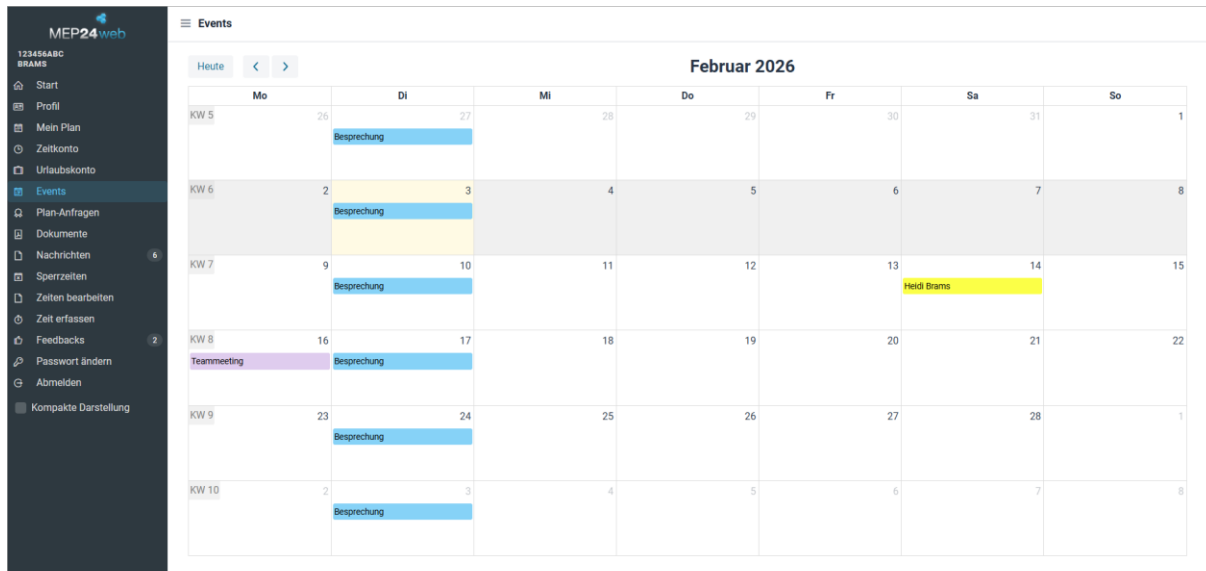 MEP24web
123456ABC
BRAMS
Start
Profil
Mein Plan
Zeitkonto
Urlaubskonto
Events
Plan-Anfragen
Dokumente
Nachrichten 6
Sperrzeiten
Zeiten bearbeiten
Zeit erfassen
Feedbacks 2
Passwort ändern
Abmelden
Kompakte Darstellung
Events
Heute
Februar 2026
Mo Di Mi Do Fr Sa So
KW 5 26 27 28 29 30 31 1
Besprechung
KW 6 2 3 4 5 6 7 8
Besprechung
KW 7 9 10 11 12 13 14 15
Besprechung Heidi Brams
KW 8 16 17 18 19 20 21 22
Teammeeting Besprechung
KW 9 23 24 25 26 27 28 1
Besprechung
KW 10 2 3 4 5 6 7 8
Besprechung